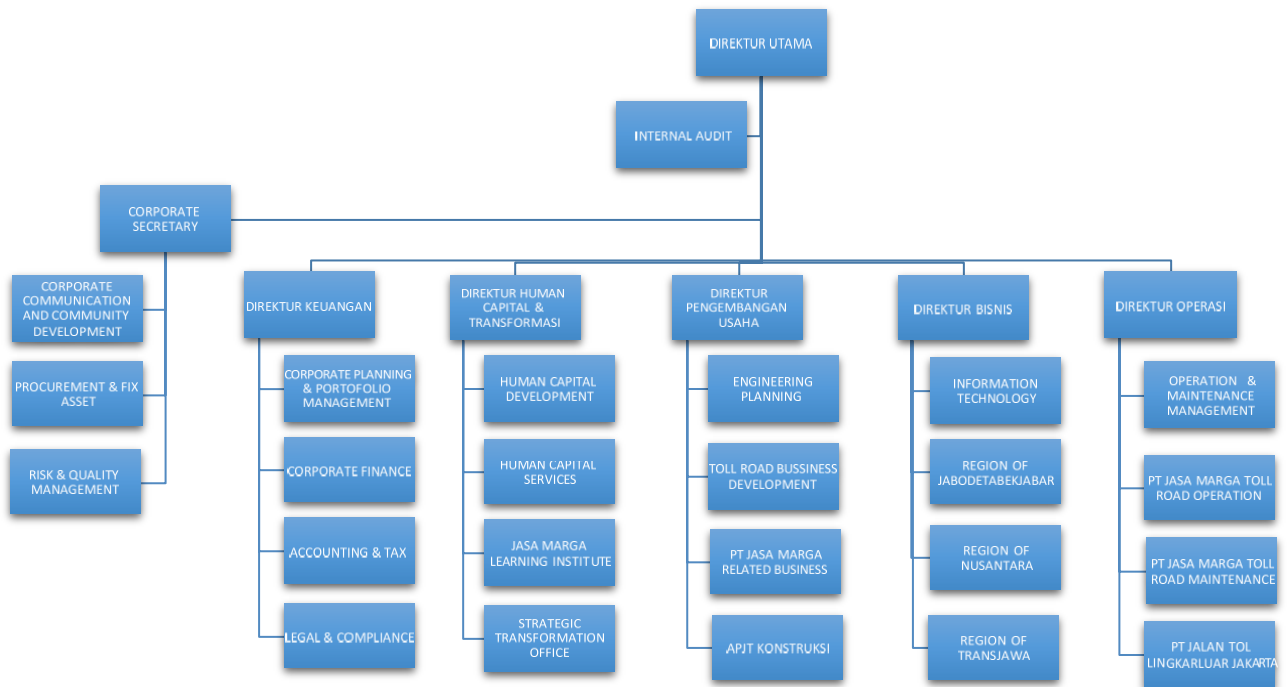 DIREKTUR UTAMA
INTERNAL AUDIT
CORPORATE
SECRETARY
CORPORATE
COMMUNICATION
AND COMMUNITY
DEVELOPMENT
PROCUREMENT & FIX
ASSET
RISK & QUALITY
MANAGEMENT
DIREKTUR KEUANGAN
CORPORATE PLANNING
& PORTOFOLIO
MANAGEMENT
CORPORATE FINANCE
ACCOUNTING & TAX
LEGAL & COMPLIANCE
DIREKTUR HUMAN
CAPITAL &
TRANSFORMASI
HUMAN CAPITAL
DEVELOPMENT
HUMAN CAPITAL
SERVICES
JASA MARGA
LEARNING INSTITUTE
STRATEGIC
TRANSFORMATION
OFFICE
DIREKTUR
PENGEMBANGAN
USAHA
ENGINEERING
PLANNING
TOLL ROAD BUSSINESS
DEVELOPMENT
PT JASA MARGA
RELATED BUSINESS
APJT KONSTRUKSI
DIREKTUR BISNIS
INFORMATION
TECHNOLOGY
REGION OF
JABODETABEKJABAR
REGION OF
NUSANTARA
REGION OF
TRANSJAWA
DIREKTUR OPERASI
OPERATION &
MAINTENANCE
MANAGEMENT
PT JASA MARGA TOLL
ROAD OPERATION
PT JASA MARGA TOLL
ROAD MAINTENANCE
PT JALAN TOL
LINGKARLUAR JAKARTA